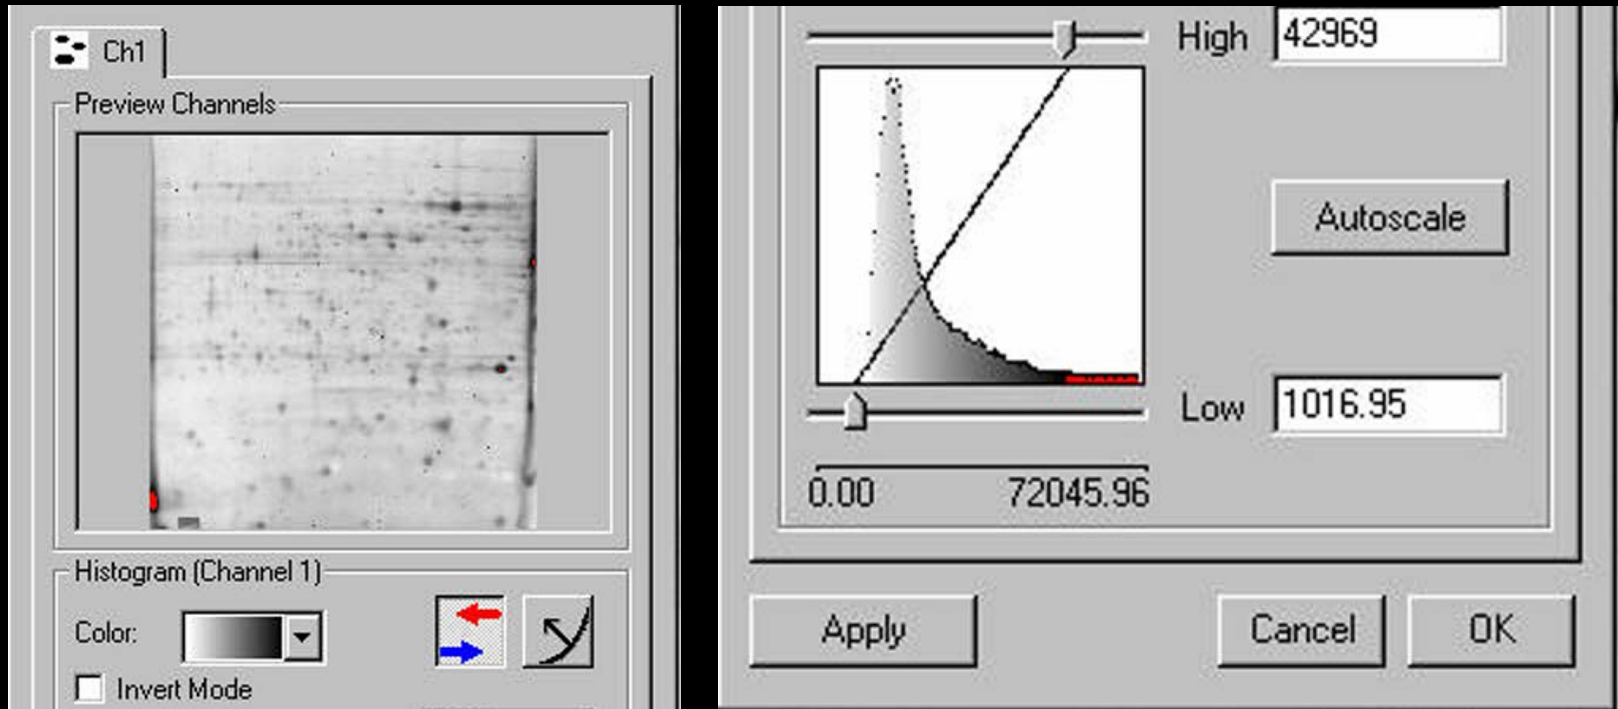 Ch1
Preview Channels
Histogram (Channel 1)
Color:
Invert Mode
High 42969
Autoscale
Low 1016.95
0.00 72045.96
Apply Cancel OK